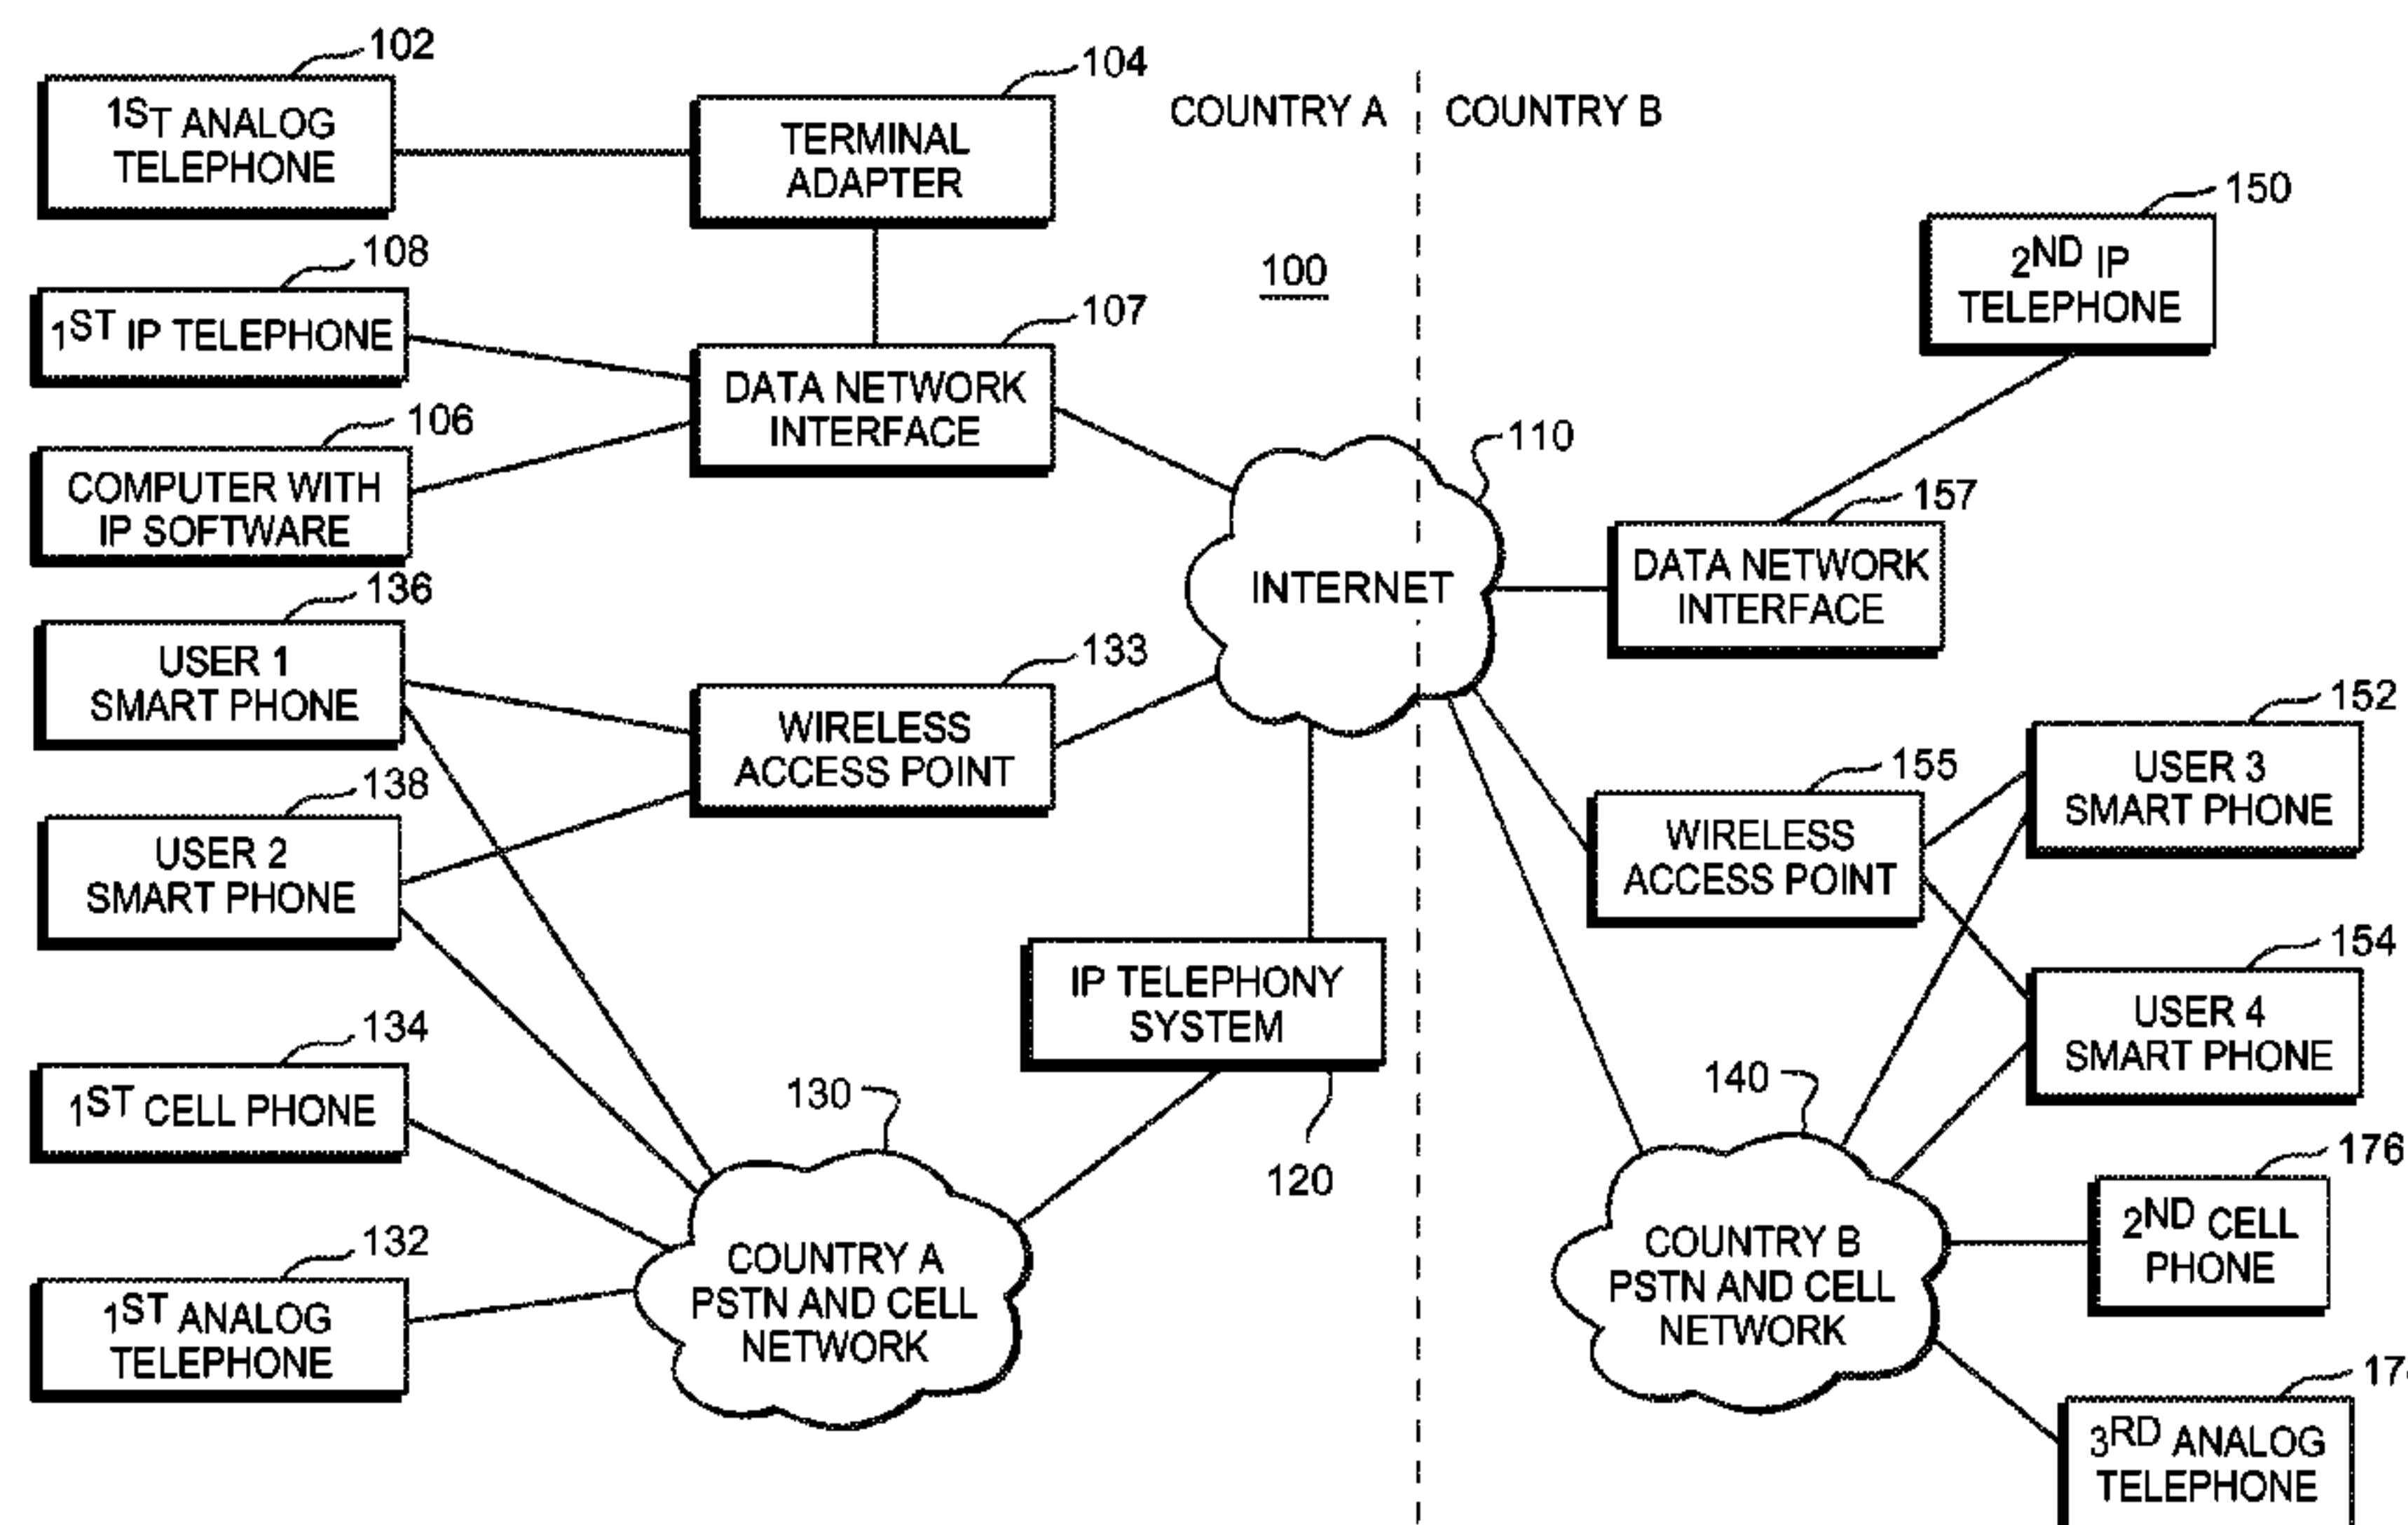 102
1ST ANALOG
TELEPHONE
104
TERMINAL
ADAPTER
COUNTRY A
COUNTRY B
150
2ND IP
TELEPHONE
108
1ST IP TELEPHONE
100
107
DATA NETWORK
INTERFACE
106
COMPUTER WITH
IP SOFTWARE
110
INTERNET
157
DATA NETWORK
INTERFACE
136
USER 1
SMART PHONE
133
WIRELESS
ACCESS POINT
138
USER 2
SMART PHONE
152
USER 3
SMART PHONE
155
WIRELESS
ACCESS POINT
154
USER 4
SMART PHONE
IP TELEPHONY
SYSTEM
120
134
1ST CELL PHONE
130
COUNTRY A
PSTN AND CELL
NETWORK
140
COUNTRY B
PSTN AND CELL
NETWORK
176
2ND CELL
PHONE
132
1ST ANALOG
TELEPHONE
3RD ANALOG
TELEPHONE